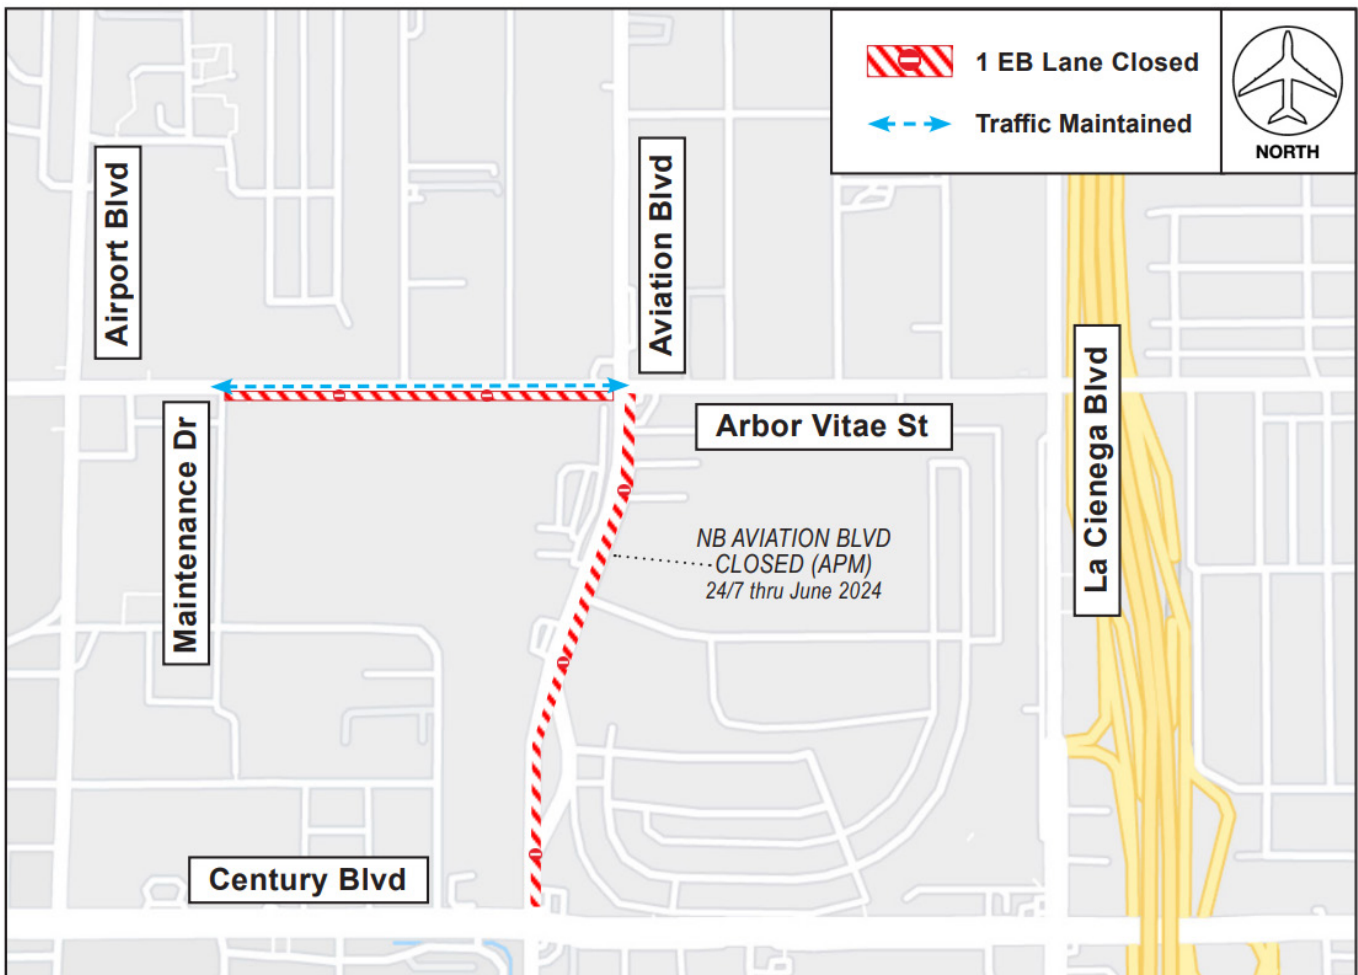 1 EB Lane Closed
Traffic Maintained
NORTH
Airport Blvd
Aviation Blvd
La Cienega Blvd
Maintenance Dr
Arbor Vitae St
NB AVIATION BLVD
CLOSED (APM)
24/7 thru June 2024
Century Blvd